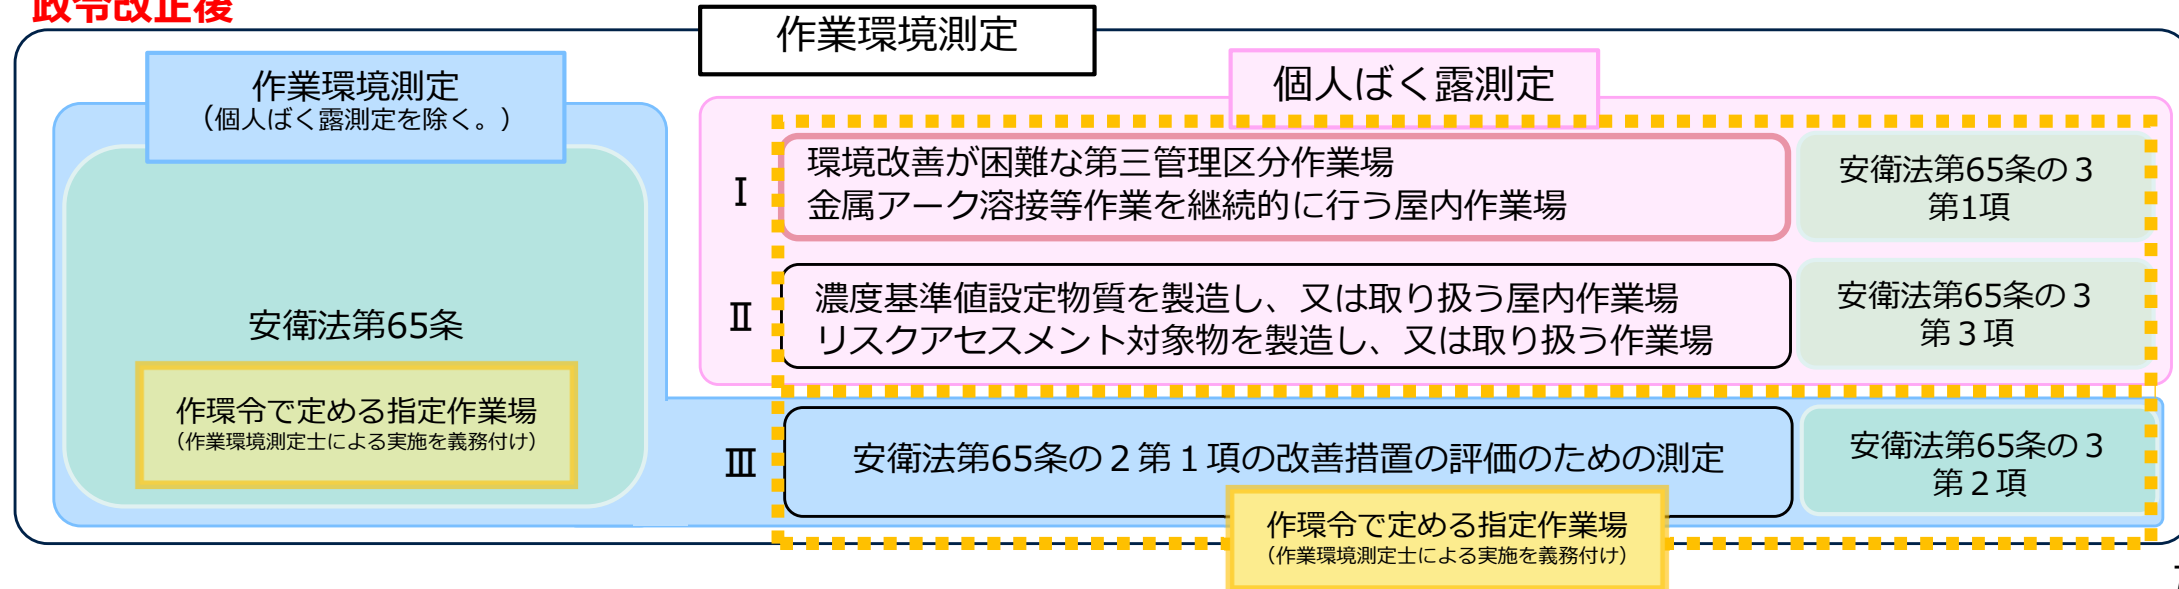 政令改正後
作業環境測定
作業環境測定
（個人ばく露測定を除く。）
安衛法第65条
作環令で定める指定作業場
（作業環境測定士による実施を義務付け）
個人ばく露測定
Ⅰ
環境改善が困難な第三管理区分作業場
金属アーク溶接等作業を継続的に行う屋内作業場
安衛法第65条の３
第1項
Ⅱ
濃度基準値設定物質を製造し、又は取り扱う屋内作業場
リスクアセスメント対象物を製造し、又は取り扱う作業場
安衛法第65条の３
第３項
Ⅲ
安衛法第65条の２第１項の改善措置の評価のための測定
安衛法第65条の３
第２項
作環令で定める指定作業場
（作業環境測定士による実施を義務付け）